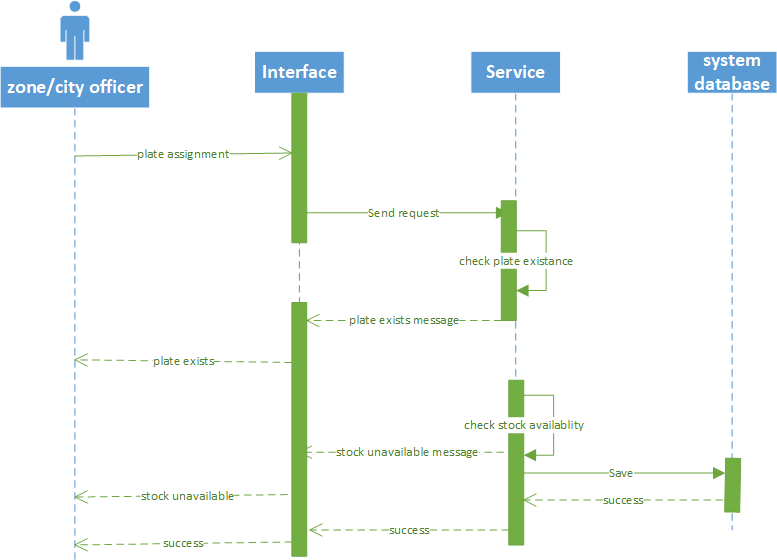 zone/city officer
Interface
Service
system
database
plate assignment
Send request
check plate existance
plate exists message
plate exists
check stock availablity
stock unavailable message
Save
stock unavailable
success
success
success